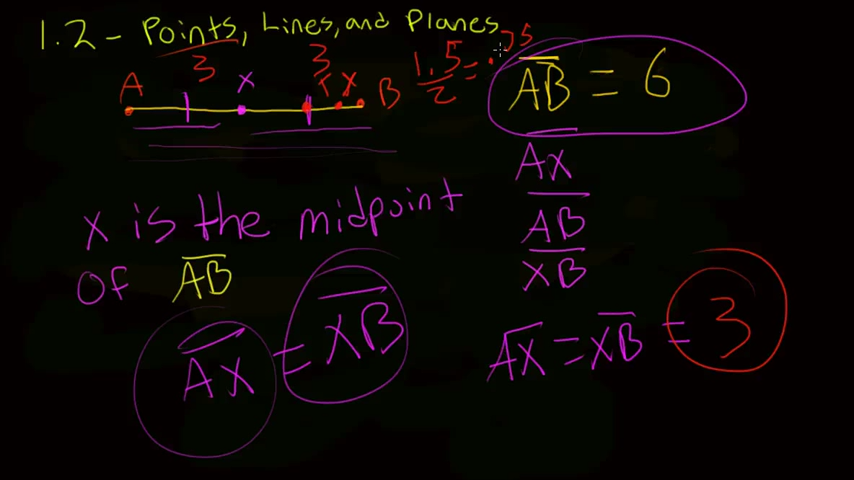 1.2 - Points, Lines, and Planes
3 3 1.5/2 = .75
A X Y X B
AB = 6
AX
AB
XB
X is the midpoint
Of AB
AX = XB
AX = XB = 3